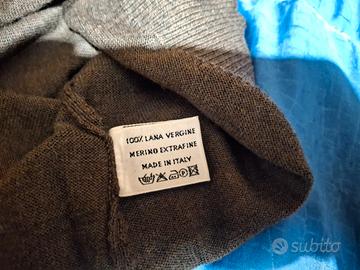 100% LANA VERGINE
MERINO EXTRAFINE
MADE IN ITALY
subito